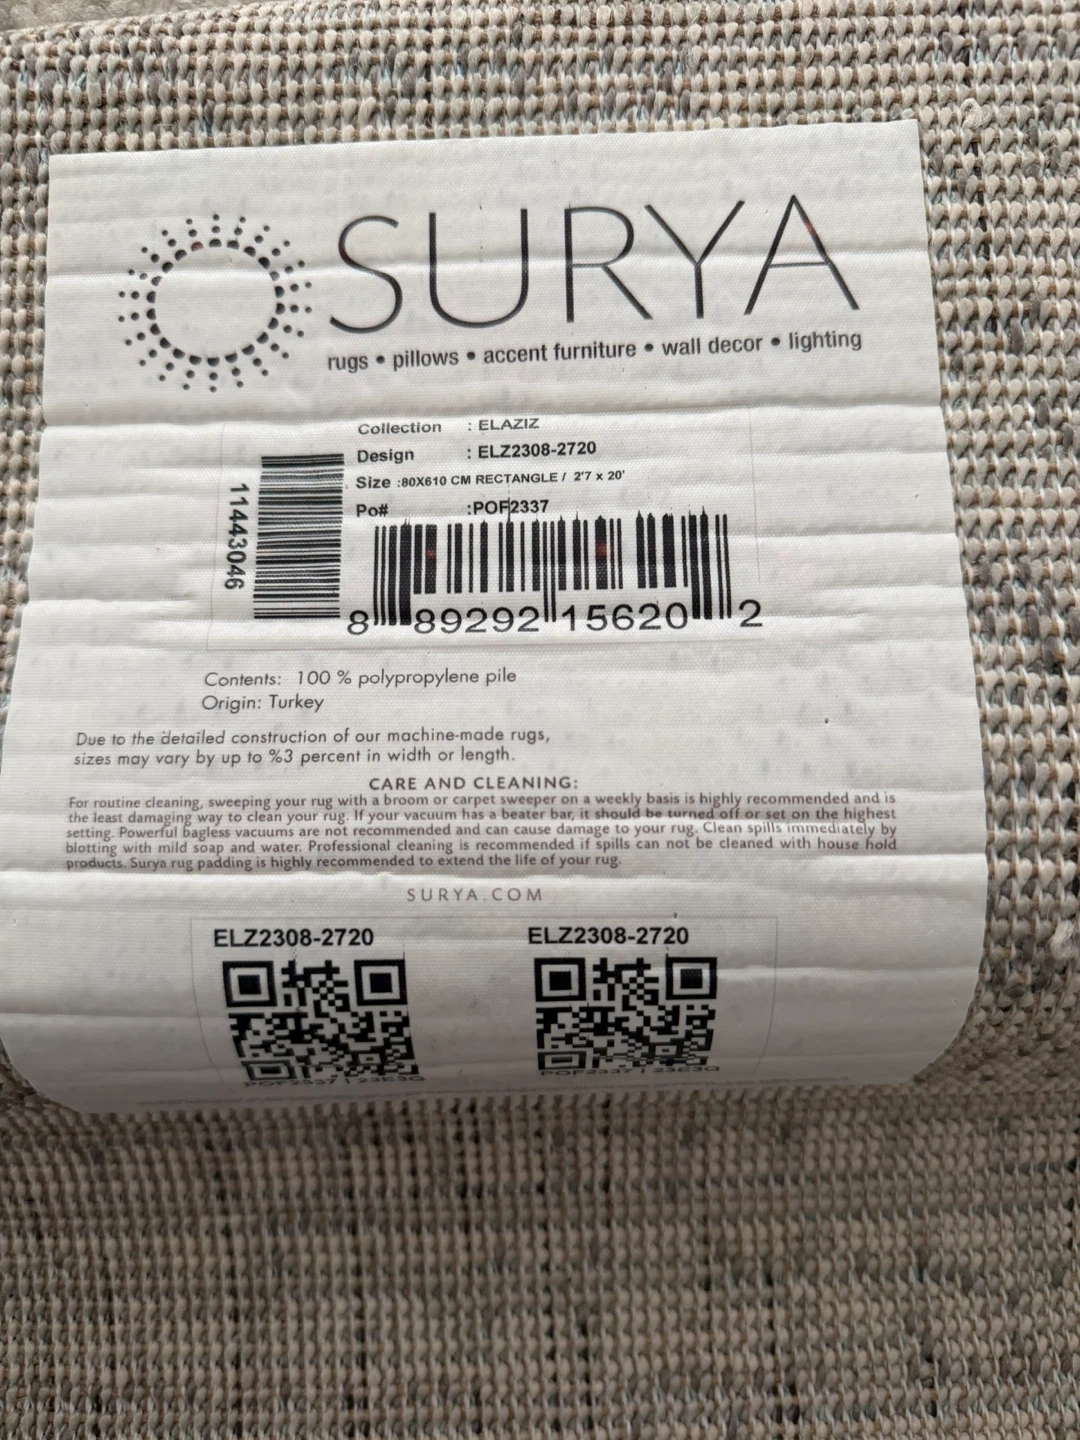 SURYA
rugs • pillows • accent furniture • wall decor • lighting
Collection : ELAZIZ
Design : ELZ2308-2720
Size :80X610 CM RECTANGLE / 2'7 x 20'
Po# :POF2337
11443046
8 89292 15620 2
Contents: 100 % polypropylene pile
Origin: Turkey
Due to the detailed construction of our machine-made rugs,
sizes may vary by up to %3 percent in width or length.
CARE AND CLEANING:
For routine cleaning, sweeping your rug with a broom or carpet sweeper on a weekly basis is highly recommended and is
the least damaging way to clean your rug. If your vacuum has a beater bar, it should be turned off or set on the highest
setting. Powerful bagless vacuums are not recommended and can cause damage to your rug. Clean spills immediately by
blotting with mild soap and water. Professional cleaning is recommended if spills can not be cleaned with house hold
products. Surya rug padding is highly recommended to extend the life of your rug.
SURYA.COM
ELZ2308-2720 ELZ2308-2720
POF2337 | 23E3Q POF2337 | 23E3Q